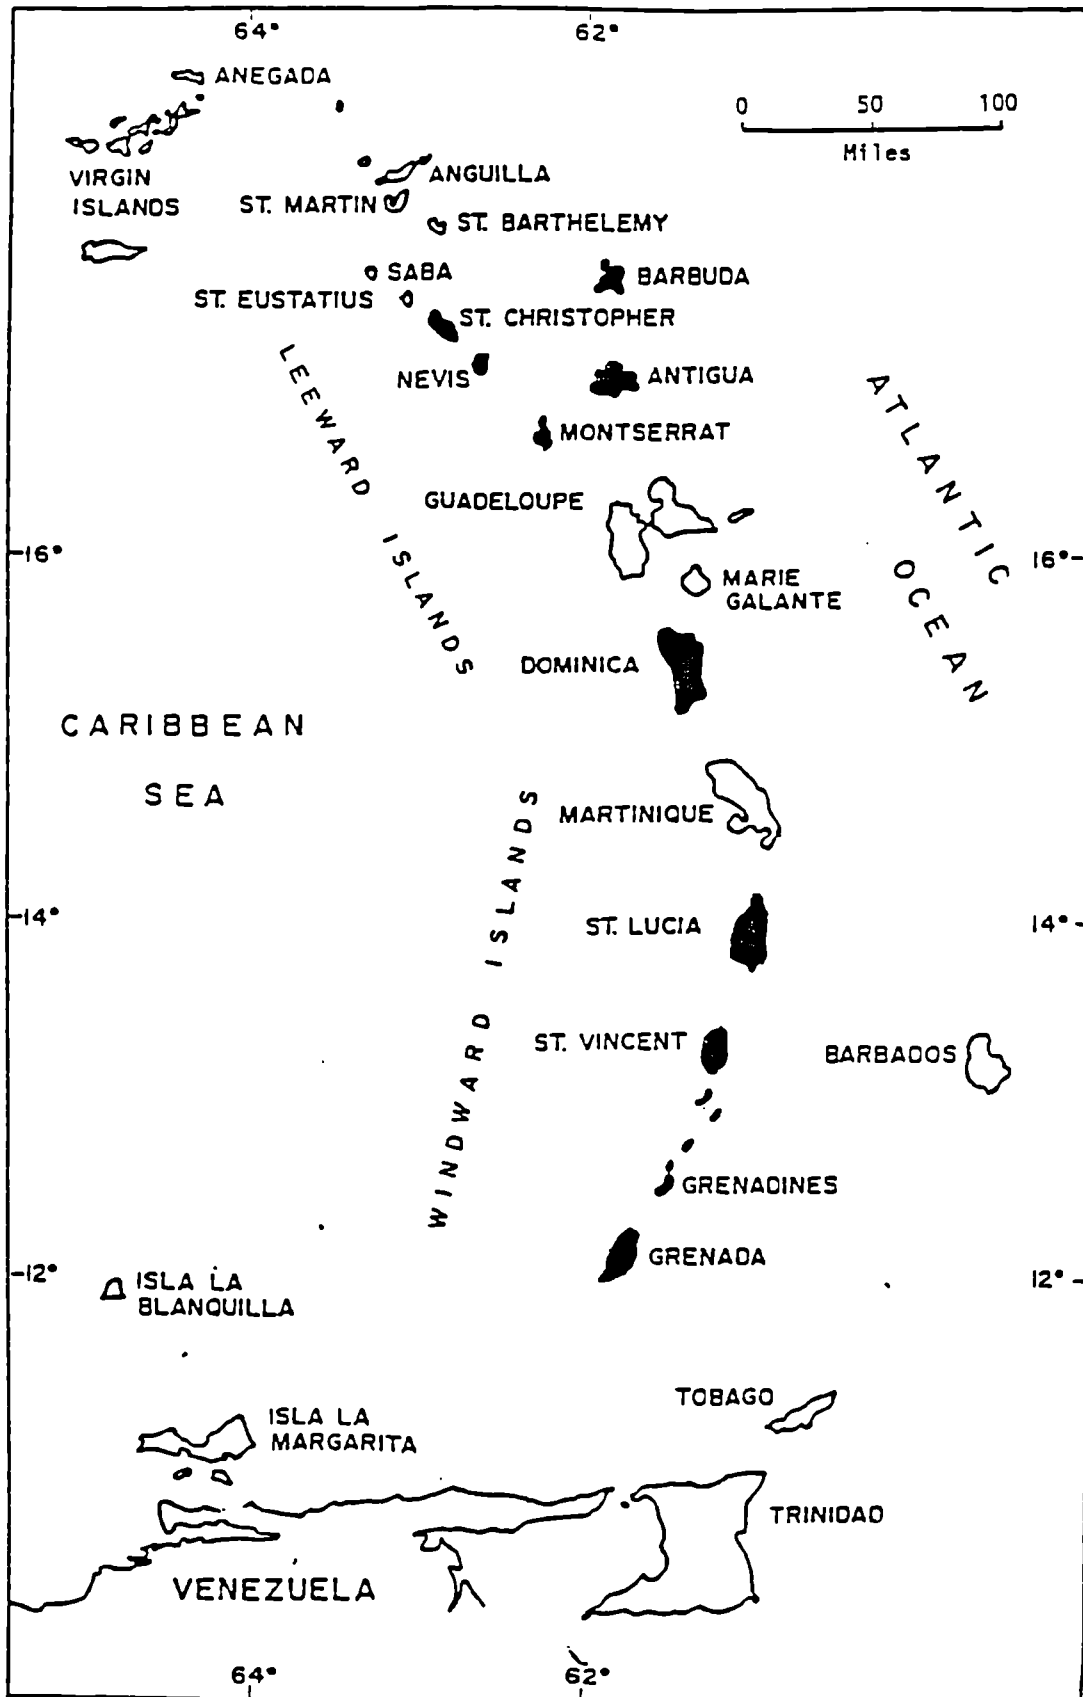 64°
62°
ANEGADA
0 50 100
Miles
VIRGIN
ISLANDS
ANGUILLA
ST. MARTIN
ST. BARTHELEMY
SABA
BARBUDA
ST. EUSTATIUS
ST. CHRISTOPHER
NEVIS
ANTIGUA
MONTSERRAT
LEEWARD ISLANDS
ATLANTIC
OCEAN
GUADELOUPE
16°
16°
MARIE
GALANTE
DOMINICA
CARIBBEAN
SEA
MARTINIQUE
WINDWARD ISLANDS
14°
ST. LUCIA
14°
ST. VINCENT
BARBADOS
GRENADINES
GRENADA
12°
12°
ISLA LA
BLANQUILLA
TOBAGO
ISLA LA
MARGARITA
TRINIDAD
VENEZUELA
64°
62°